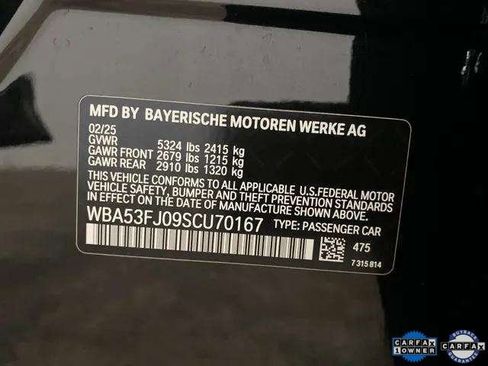 MFD BY BAYERISCHE MOTOREN WERKE AG
02/25
GVWR 5324 lbs 2415 kg
GAWR FRONT 2679 lbs 1215 kg
GAWR REAR 2910 lbs 1320 kg
THIS VEHICLE CONFORMS TO ALL APPLICABLE U.S. FEDERAL MOTOR
VEHICLE SAFETY, BUMPER AND THEFT PREVENTION STANDARDS
IN EFFECT ON THE DATE OF MANUFACTURE SHOWN ABOVE.
WBA53FJ09SCU70167 TYPE: PASSENGER CAR
475
7 315 814
CARFAX
1 OWNER
BUYBACK
CARFAX
GUARANTEE